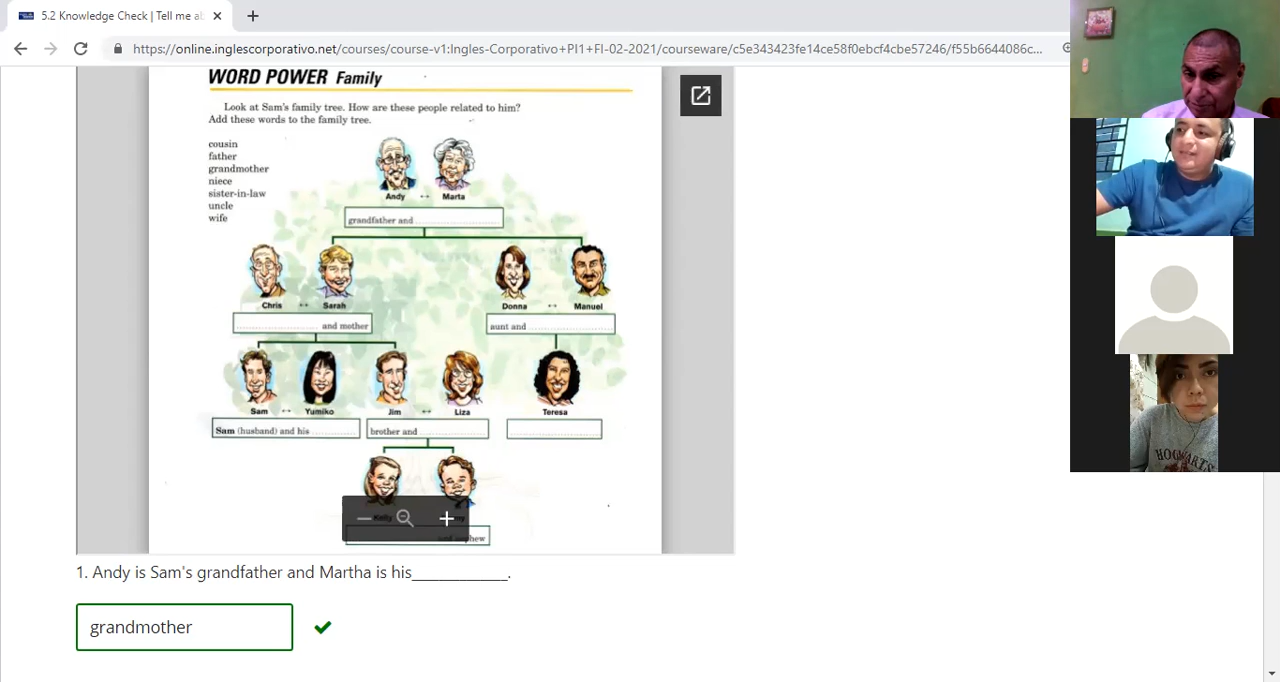 5.2 Knowledge Check | Tell me
https://online.inglescorporativo.net/courses/course-v1:Ingles-Corporativo+PI1+FI-02-2021/courseware/c5e343423fe14ce58f0ebcf4cbe57246/f55b6644086c...
WORD POWER Family
Look at Sam's family tree. How are these people related to him?
Add these words to the family tree.
cousin
father
grandmother
niece
sister-in-law
uncle
wife
Andy ↔ Marta
grandfather and
Chris ↔ Sarah
Donna ↔ Manuel
and mother
aunt and
Sam ↔ Yumiko
Jim ↔ Liza
Teresa
Sam (husband) and his
brother and
1. Andy is Sam's grandfather and Martha is his____________.
grandmother
HOGWARTS